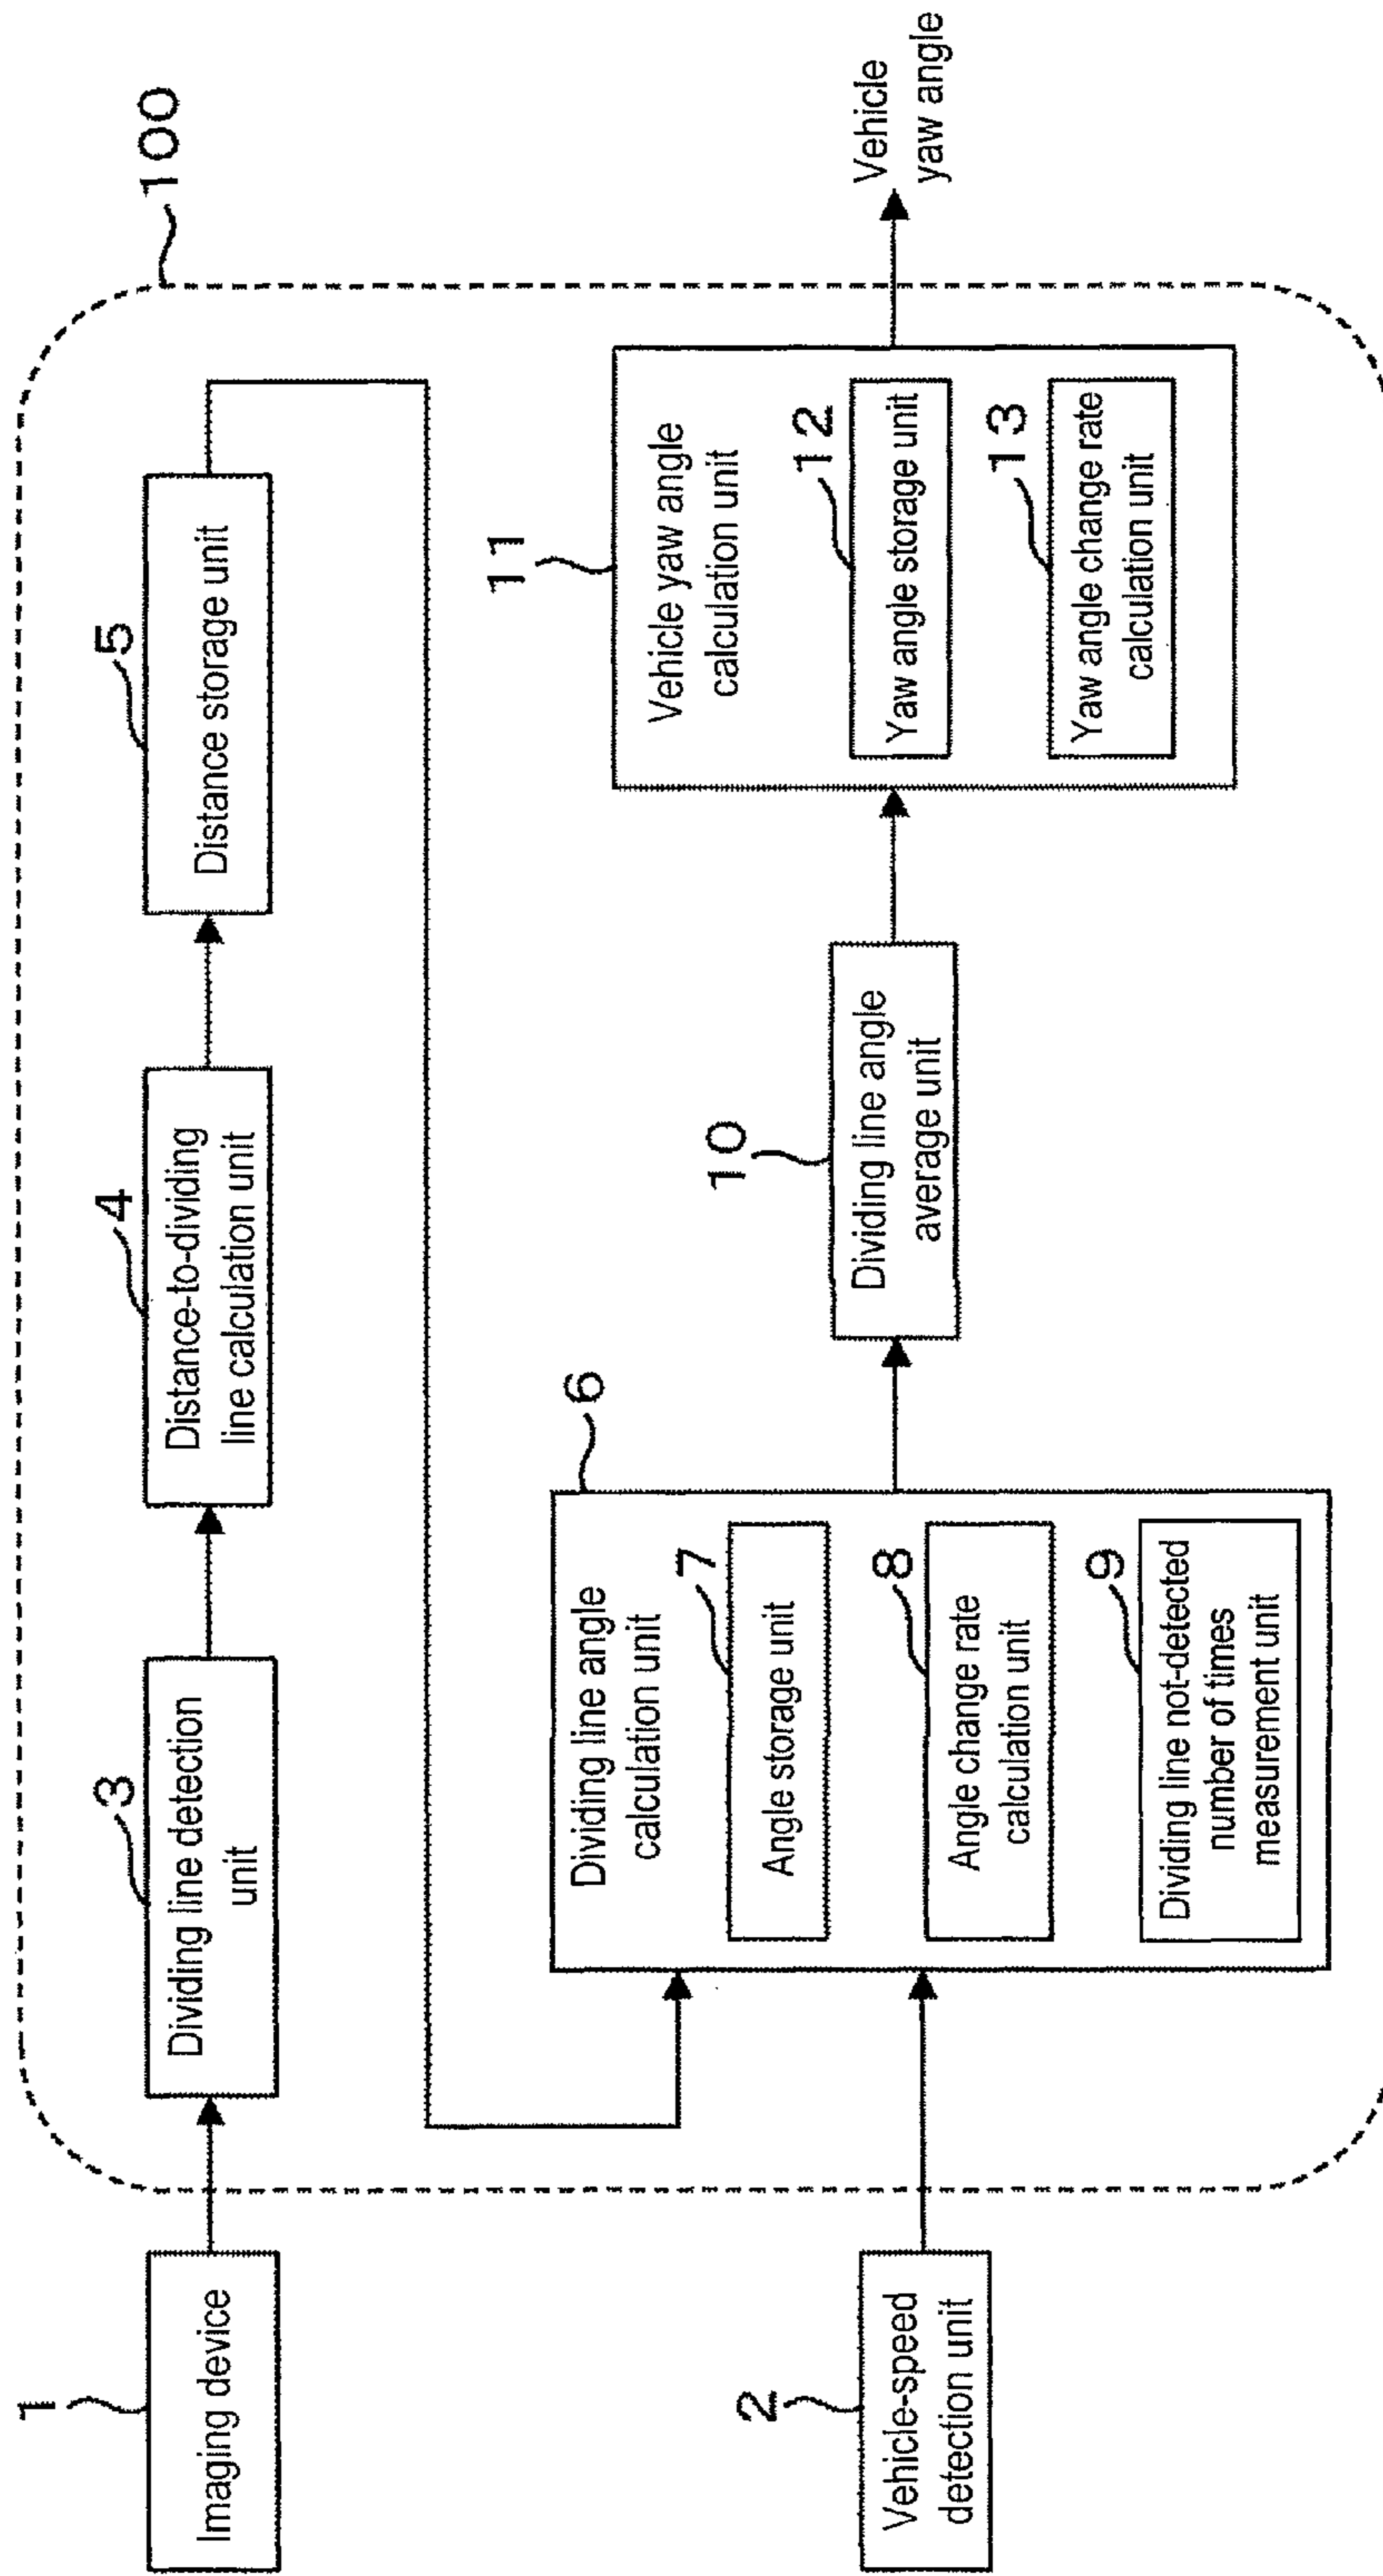 100
1
Imaging device
3
Dividing line detection
unit
4
Distance-to-dividing
line calculation unit
5
Distance storage unit
2
Vehicle-speed
detection unit
6
Dividing line angle
calculation unit
7
Angle storage unit
8
Angle change rate
calculation unit
9
Dividing line not-detected
number of times
measurement unit
10
Dividing line angle
average unit
11
Vehicle yaw angle
calculation unit
12
Yaw angle storage unit
13
Yaw angle change rate
calculation unit
Vehicle
yaw angle